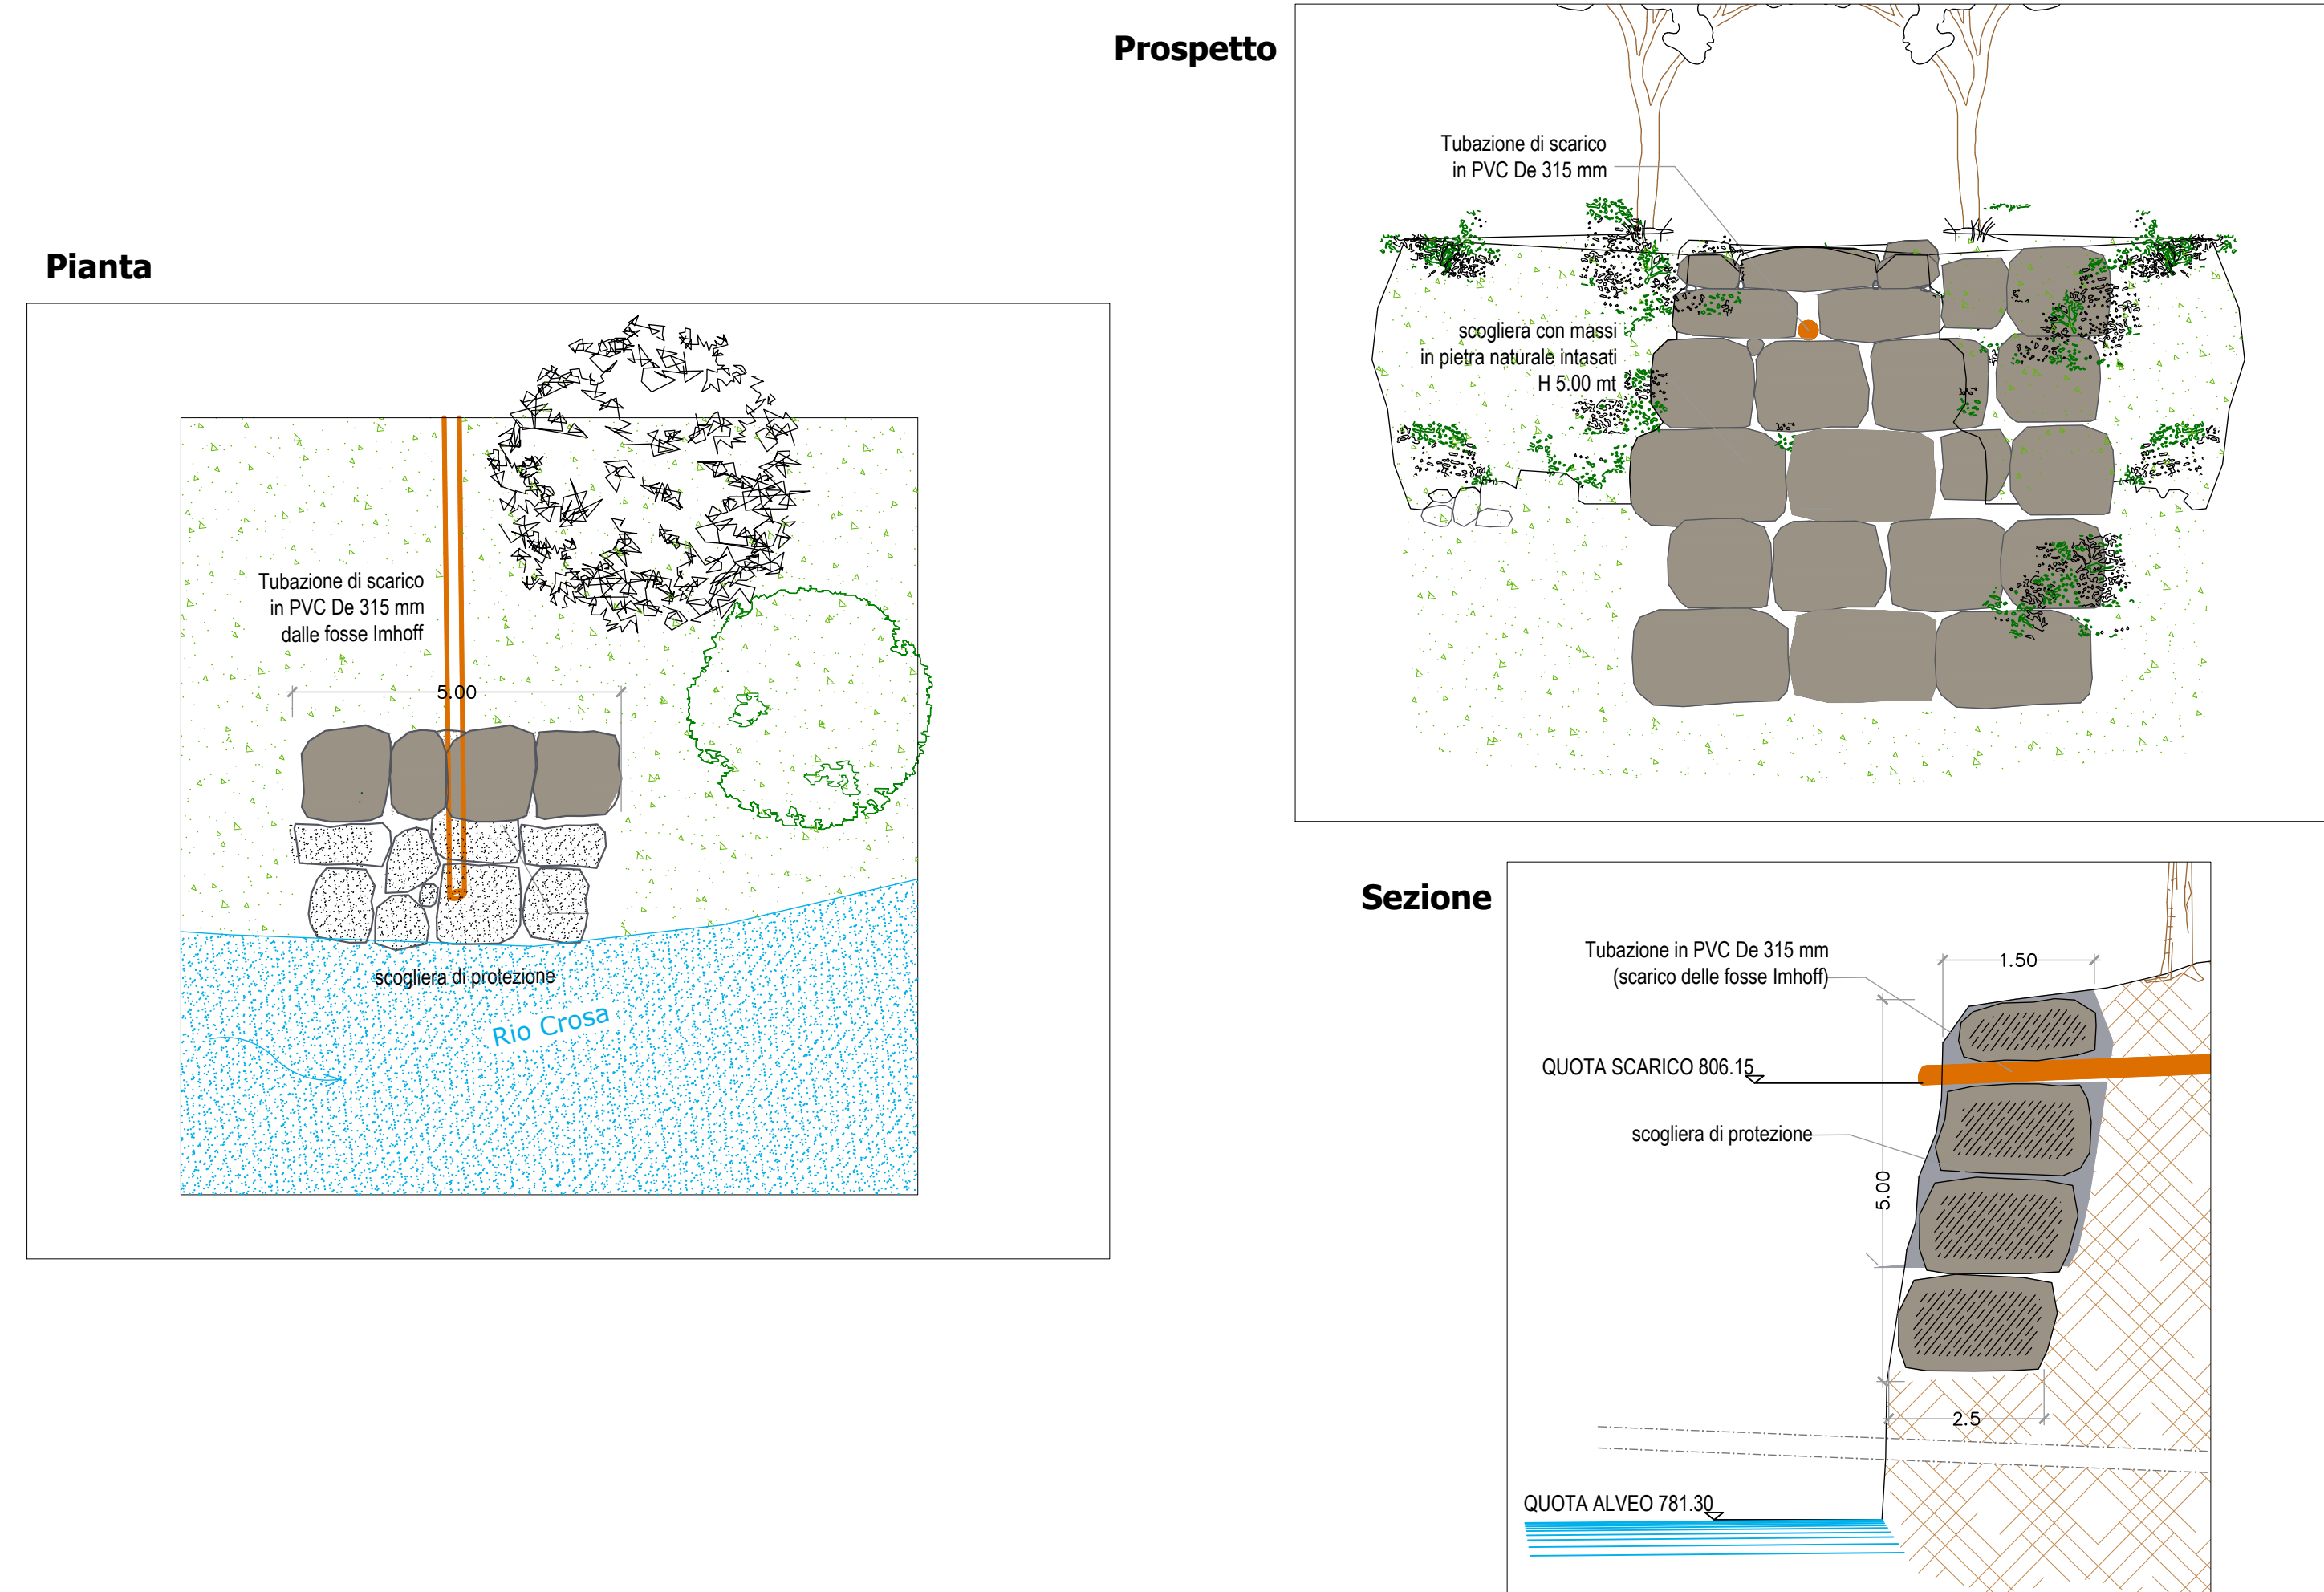 Prospetto
Tubazione di scarico
in PVC De 315 mm
scogliera con massi
in pietra naturale intasati
H 5.00 mt
Pianta
Tubazione di scarico
in PVC De 315 mm
dalle fosse Imhoff
5.00
scogliera di protezione
Rio Crosa
Sezione
Tubazione in PVC De 315 mm
(scarico delle fosse Imhoff)
1.50
QUOTA SCARICO 806.15
scogliera di protezione
5.00
2.5
QUOTA ALVEO 781.30